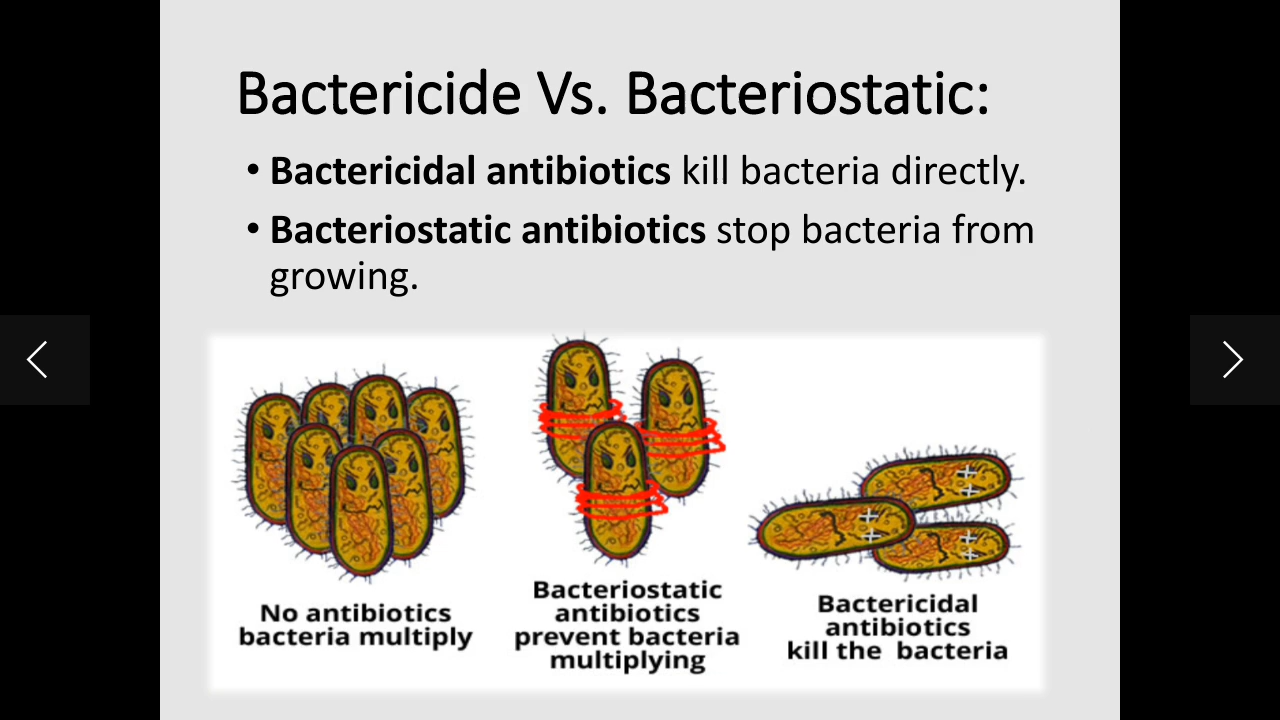 Bactericide Vs. Bacteriostatic:
• Bactericidal antibiotics kill bacteria directly.
• Bacteriostatic antibiotics stop bacteria from
growing.
No antibiotics
bacteria multiply
Bacteriostatic
antibiotics
prevent bacteria
multiplying
Bactericidal
antibiotics
kill the bacteria